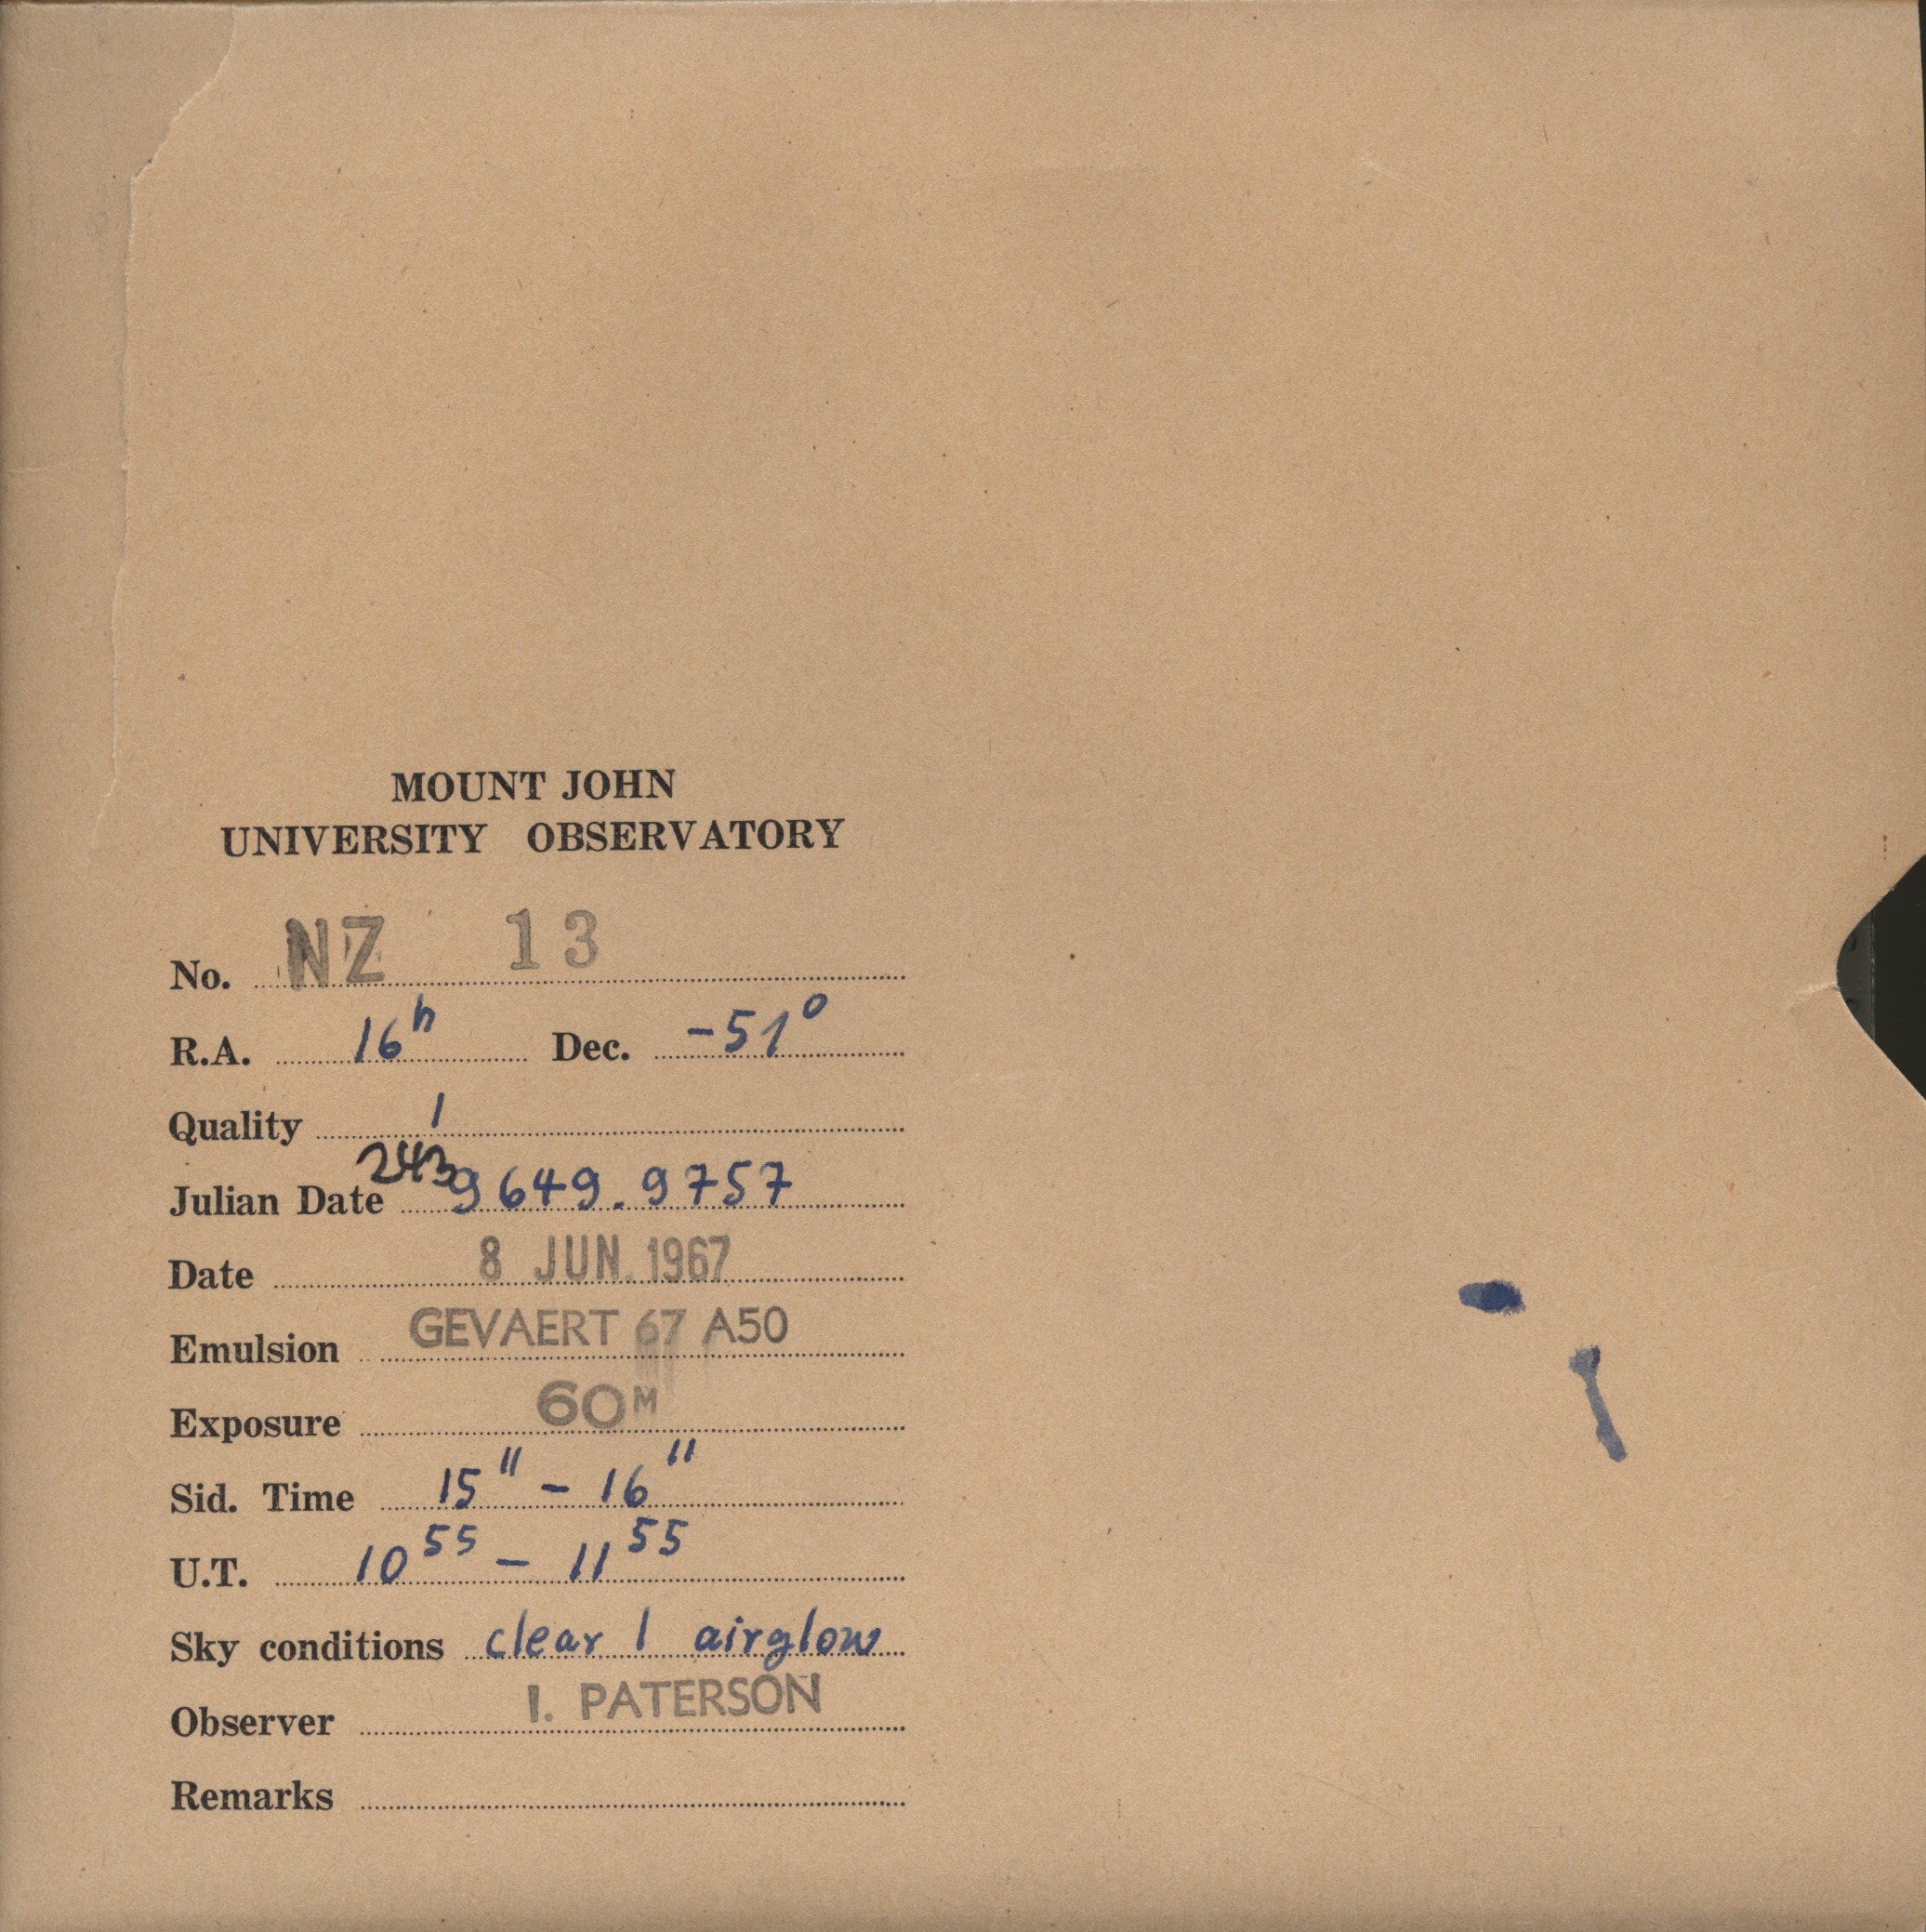 MOUNT JOHN
UNIVERSITY OBSERVATORY
No. NZ 13
R.A. 16h Dec. -51°
Quality 1
Julian Date 2439649.9757
Date 8 JUN. 1967
Emulsion GEVAERT 67 A50
Exposure 60M
Sid. Time 15" - 16"
U.T. 10 55 - 11 55
Sky conditions clear 1 airglow
Observer I. PATERSON
Remarks